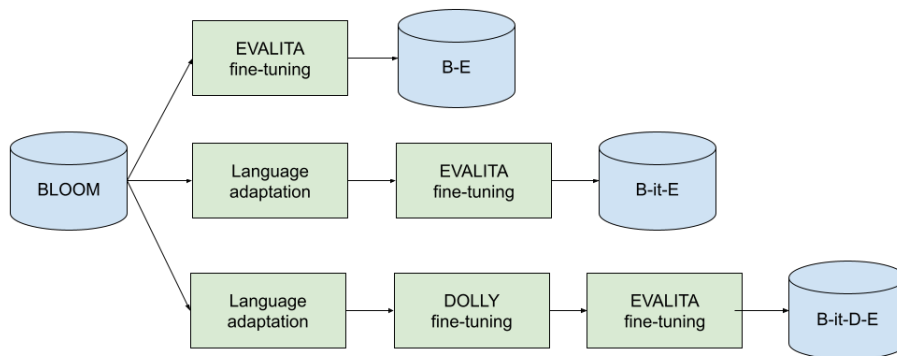 EVALITA
fine-tuning
B-E
BLOOM
Language
adaptation
EVALITA
fine-tuning
B-it-E
Language
adaptation
DOLLY
fine-tuning
EVALITA
fine-tuning
B-it-D-E